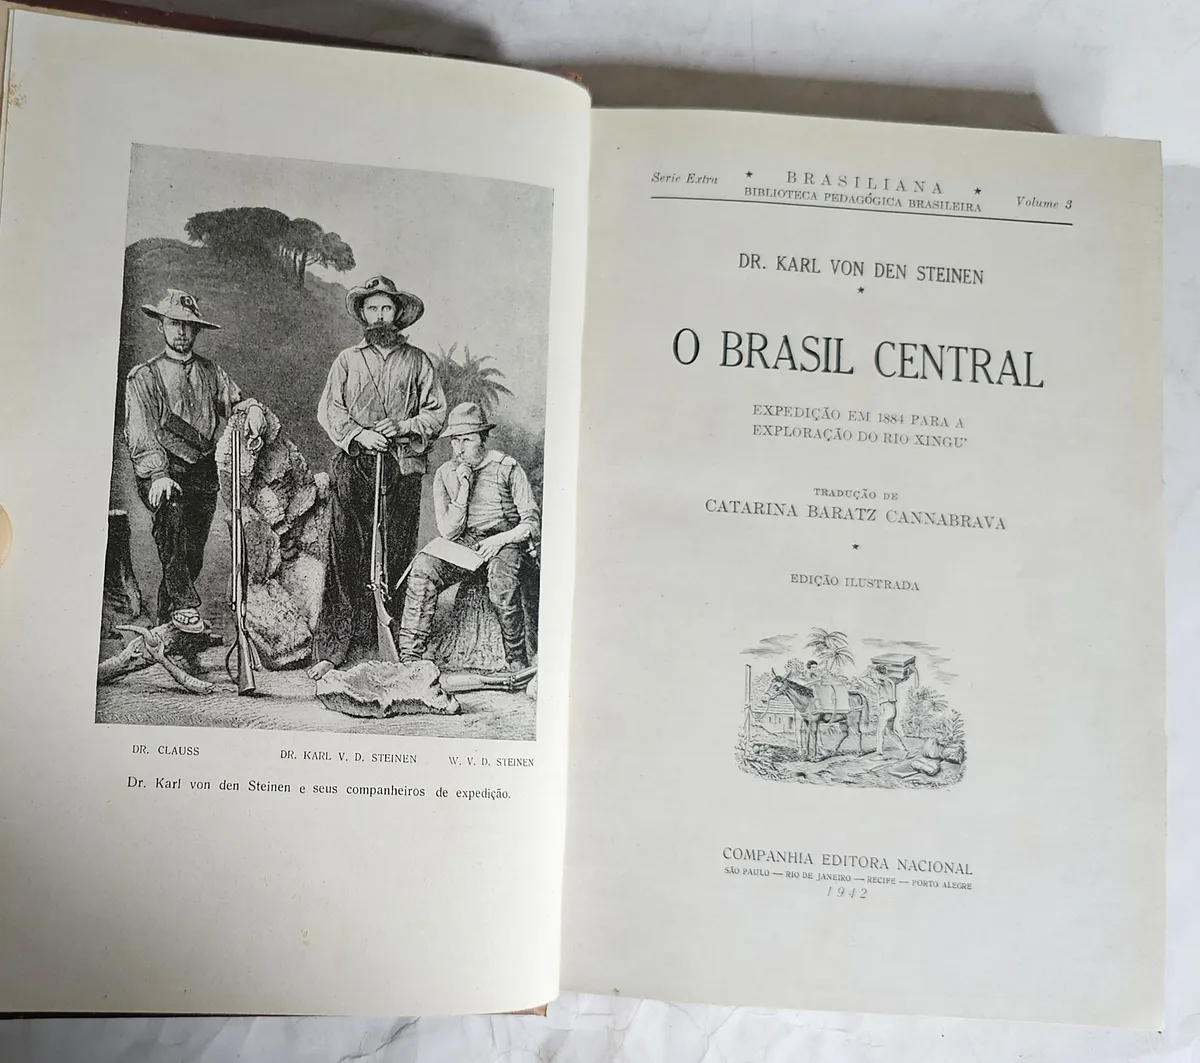 DR. CLAUSS DR. KARL V. D. STEINEN W. V. D. STEINEN
Dr. Karl von den Steinen e seus companheiros de expedição.
Serie Extra * BRASILIANA * Volume 3
BIBLIOTECA PEDAGÓGICA BRASILEIRA
DR. KARL VON DEN STEINEN
*
O BRASIL CENTRAL
EXPEDIÇÃO EM 1884 PARA A
EXPLORAÇÃO DO RIO XINGU'
TRADUÇÃO DE
CATARINA BARATZ CANNABRAVA
*
EDIÇÃO ILUSTRADA
COMPANHIA EDITORA NACIONAL
SÃO PAULO — RIO DE JANEIRO — RECIFE — PORTO ALEGRE
1942